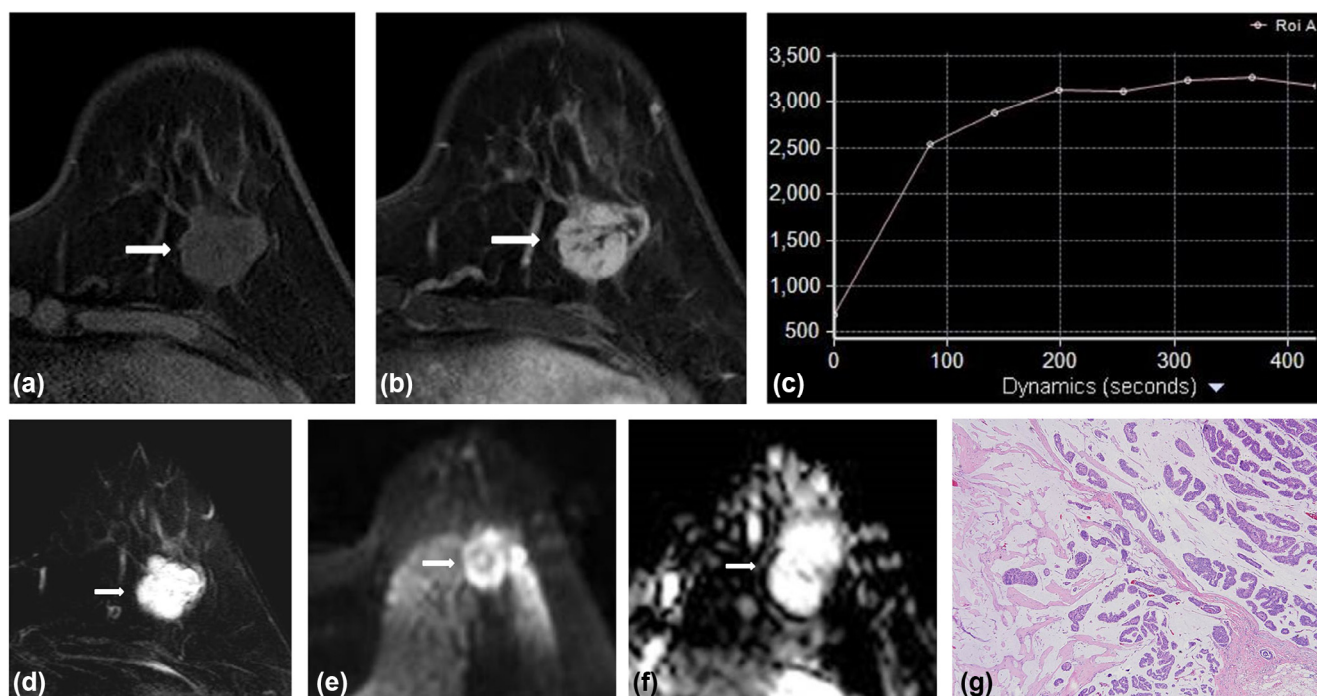 Roi A
3,500
3,000
2,500
2,000
1,500
1,000
500
0 100 200 300 400
Dynamics (seconds)
(a)
(b)
(c)
(d)
(e)
(f)
(g)